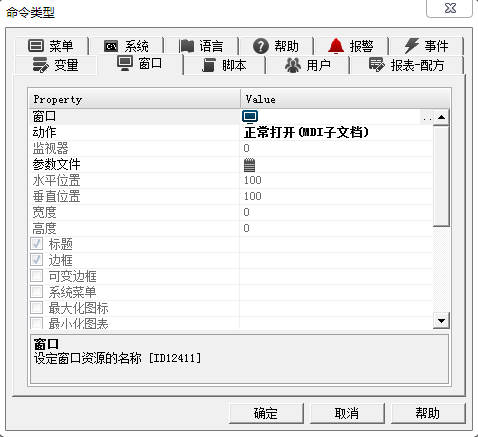 命令类型
菜单 系统 语言 帮助 报警 事件
变量 窗口 脚本 用户 报表-配方
Property Value
窗口 ..
动作 正常打开(MDI子文档)
监视器 0
参数文件
水平位置 100
垂直位置 100
宽度 0
高度 0
标题
边框
可变边框
系统菜单
最大化图标
最小化图表
窗口
设定窗口资源的名称 [ID12411]
确定 取消 帮助